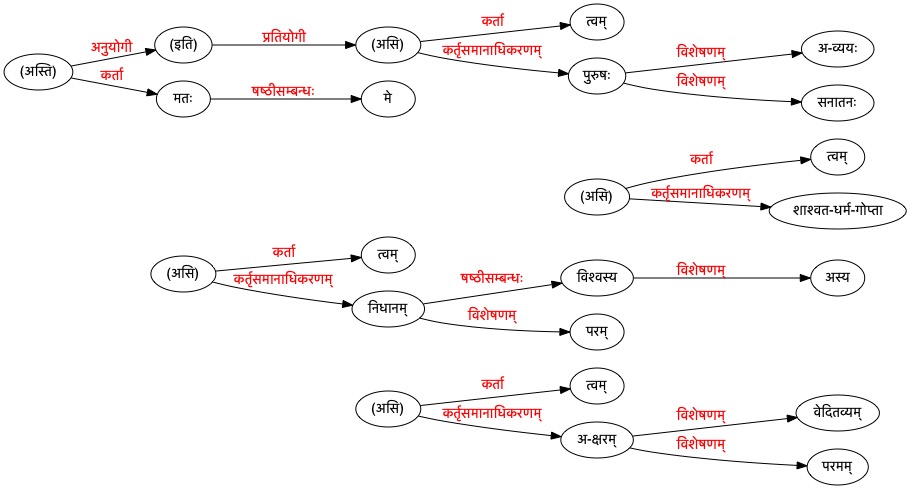 कर्ता
त्वम्
अनुयोगी
(इति)
प्रतियोगी
(असि)
कर्तृसमानाधिकरणम्
विशेषणम्
अ-व्ययः
(अस्ति)
पुरुषः
कर्ता
विशेषणम्
मतः
षष्ठीसम्बन्धः
मे
सनातनः
कर्ता
त्वम्
(असि)
कर्तृसमानाधिकरणम्
शाश्वत-धर्म-गोप्ता
कर्ता
त्वम्
(असि)
कर्तृसमानाधिकरणम्
षष्ठीसम्बन्धः
विश्वस्य
विशेषणम्
अस्य
निधानम्
विशेषणम्
परम्
कर्ता
त्वम्
(असि)
कर्तृसमानाधिकरणम्
विशेषणम्
वेदितव्यम्
अ-क्षरम्
विशेषणम्
परमम्